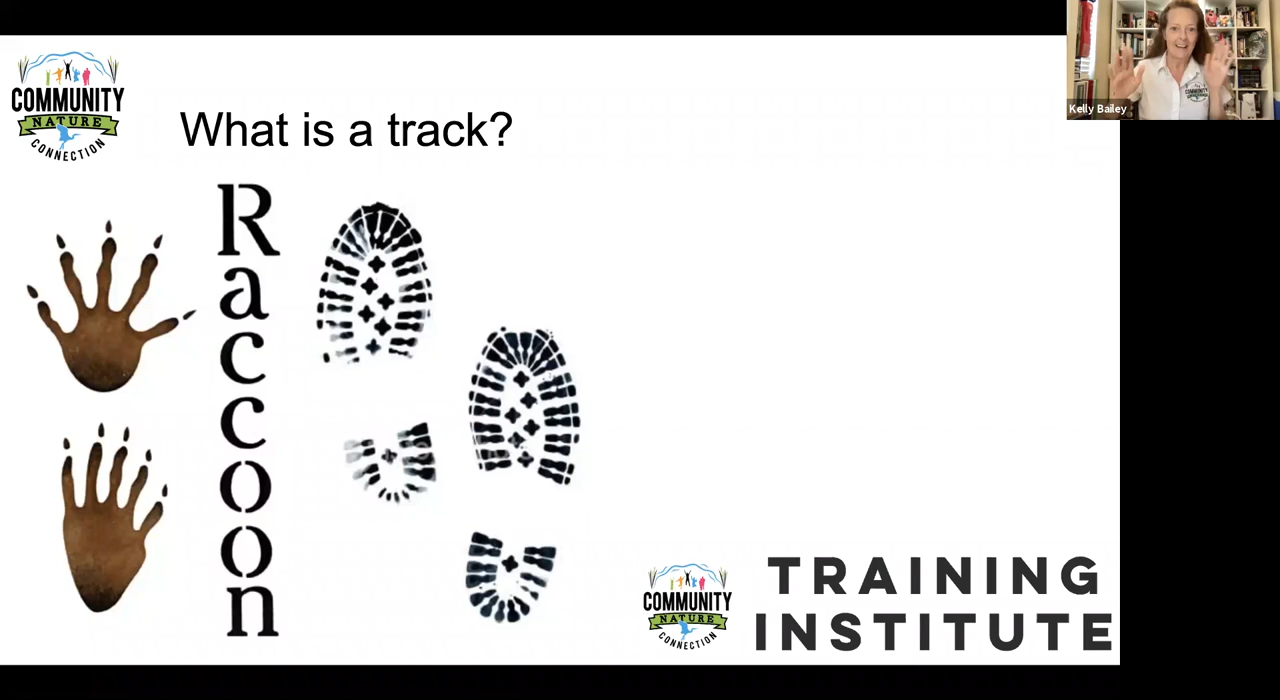 COMMUNITY
NATURE
CONNECTION
What is a track?
Raccoon
Kelly Bailey
COMMUNITY
NATURE
CONNECTION
TRAINING
INSTITUTE